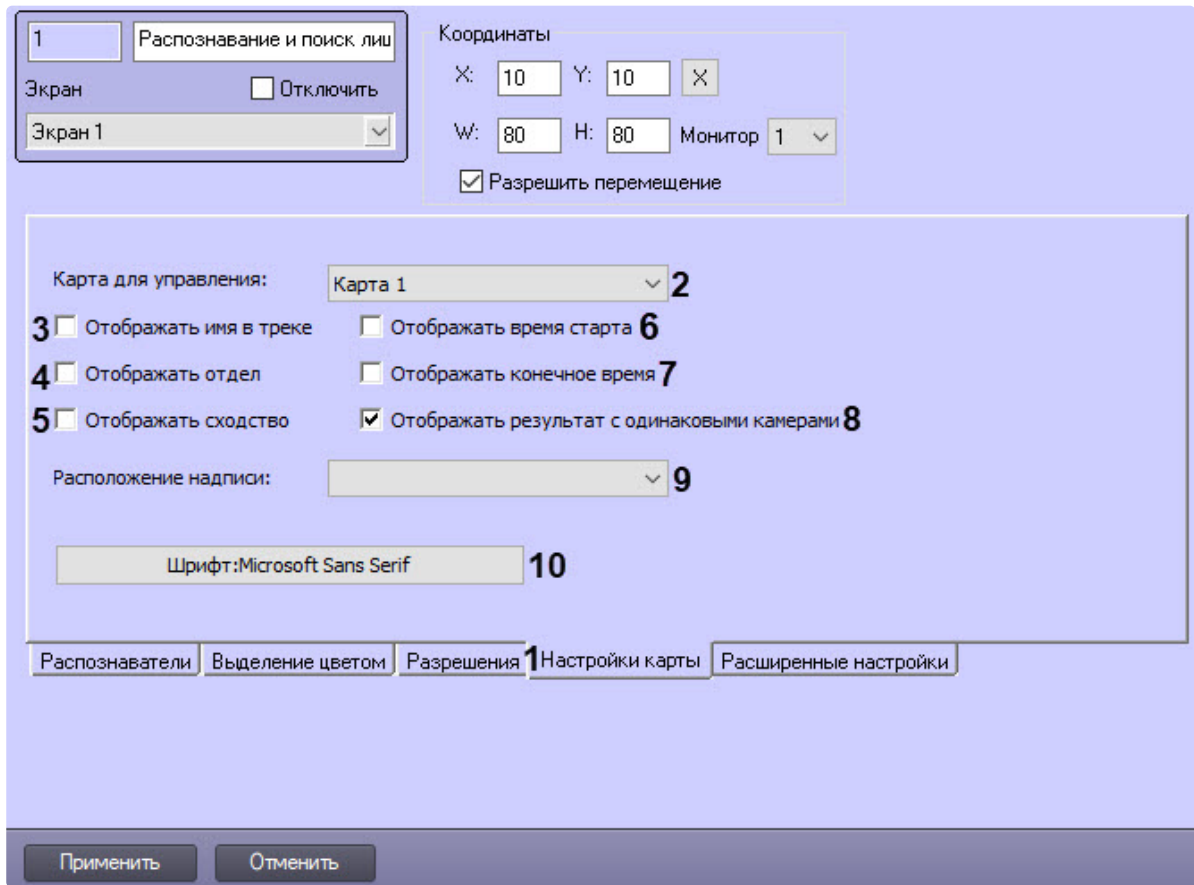 1 Распознавание и поиск лиц
Координаты
X: 10 Y: 10 X
Экран Отключить
Экран 1
W: 80 H: 80 Монитор 1
Разрешить перемещение
Карта для управления: Карта 1 2
3 Отображать имя в треке Отображать время старта 6
4 Отображать отдел Отображать конечное время 7
5 Отображать сходство Отображать результат с одинаковыми камерами 8
Расположение надписи: 9
Шрифт:Microsoft Sans Serif 10
Распознаватели Выделение цветом Разрешения 1 Настройки карты Расширенные настройки
Применить Отменить